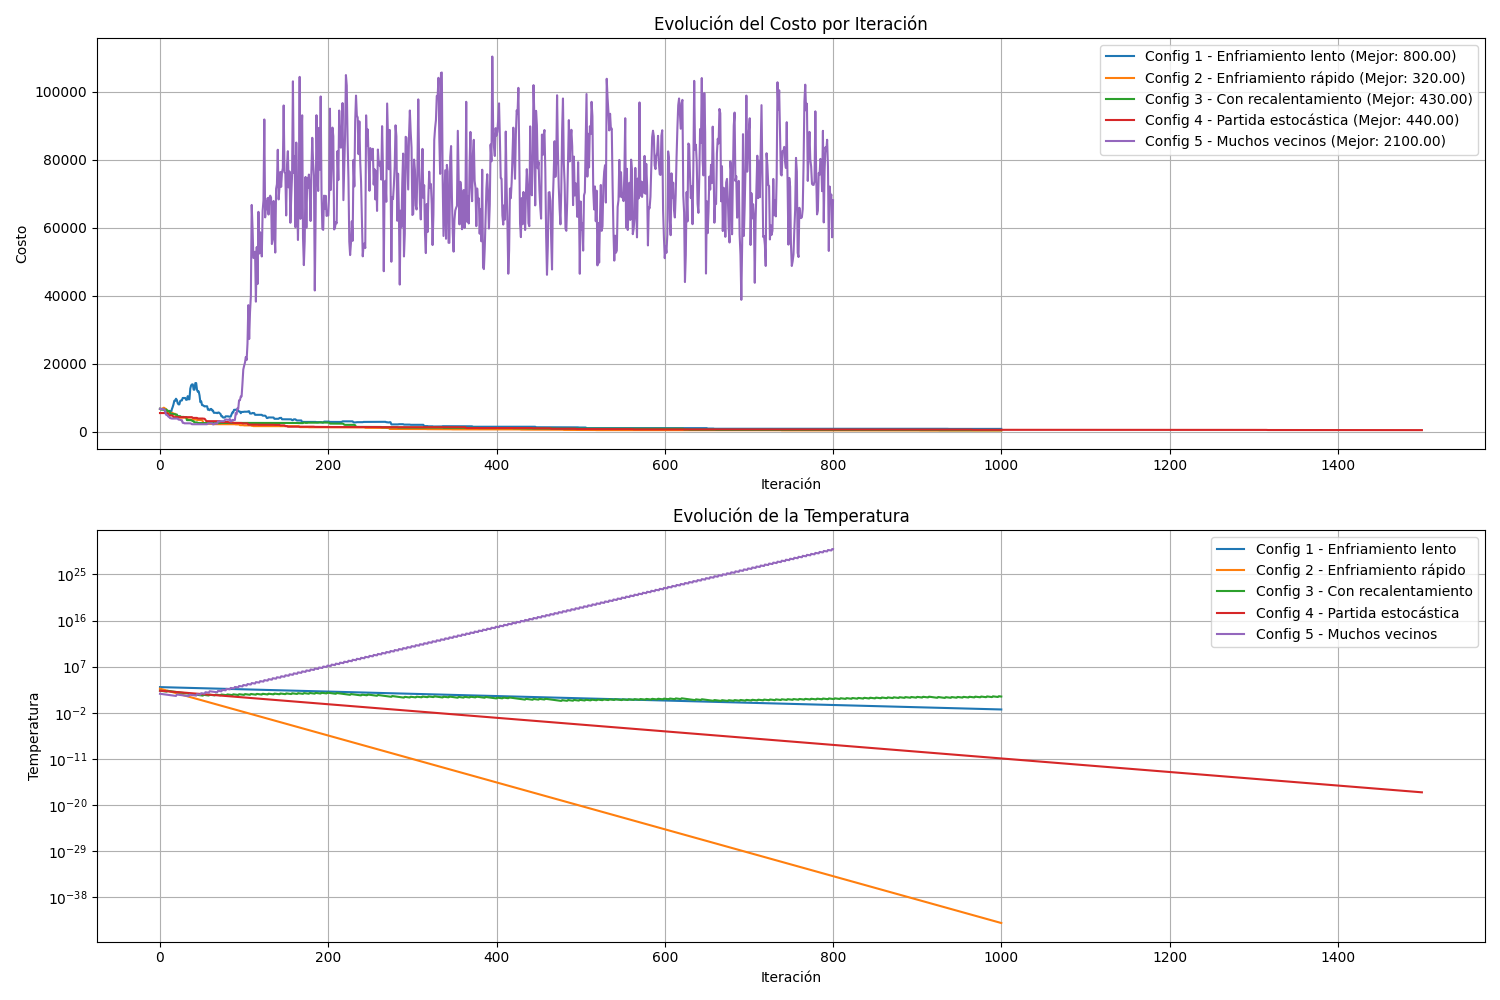 Evolución del Costo por Iteración
Costo
100000
80000
60000
40000
20000
0
Config 1 - Enfriamiento lento (Mejor: 800.00)
Config 2 - Enfriamiento rápido (Mejor: 320.00)
Config 3 - Con recalentamiento (Mejor: 430.00)
Config 4 - Partida estocástica (Mejor: 440.00)
Config 5 - Muchos vecinos (Mejor: 2100.00)
0 200 400 600 800 1000 1200 1400
Iteración
Evolución de la Temperatura
Temperatura
10^25
10^16
10^7
10^-2
10^-11
10^-20
10^-29
10^-38
Config 1 - Enfriamiento lento
Config 2 - Enfriamiento rápido
Config 3 - Con recalentamiento
Config 4 - Partida estocástica
Config 5 - Muchos vecinos
0 200 400 600 800 1000 1200 1400
Iteración